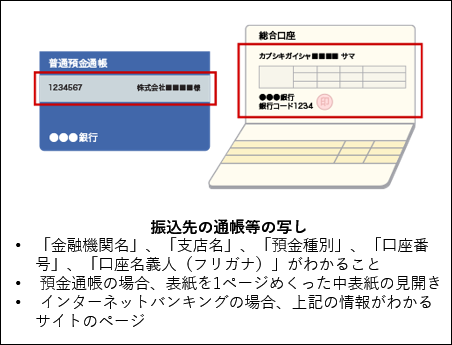 普通預金通帳
1234567 株式会社■■■■様
●●●銀行
総合口座
カブシキガイシャ■■■■ サマ
●●●銀行
銀行コード1234
印
振込先の通帳等の写し
• 「金融機関名」、「支店名」、「預金種別」、「口座番
号」、「口座名義人（フリガナ）」がわかること
• 預金通帳の場合、表紙を1ページめくった中表紙の見開き
• インターネットバンキングの場合、上記の情報がわかる
サイトのページ